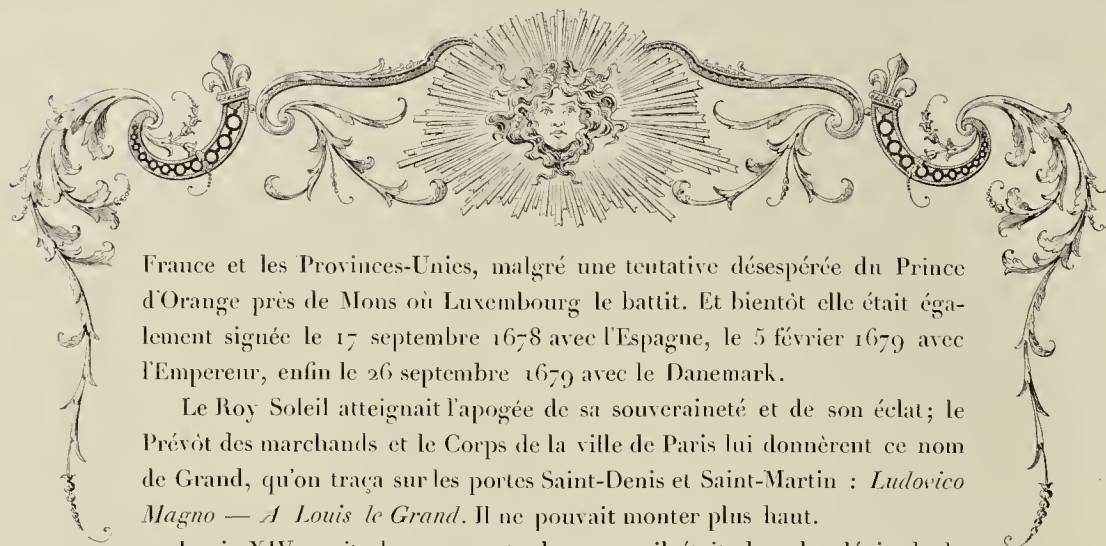 France et les Provinces-Unies, malgré une tentative désespérée du Prince
d'Orange près de Mons où Luxembourg le battit. Et bientôt elle était éga-
lement signée le 17 septembre 1678 avec l'Espagne, le 5 février 1679 avec
l'Empereur, enfin le 26 septembre 1679 avec le Danemark.
Le Roy Soleil atteignait l'apogée de sa souveraineté et de son éclat; le
Prévôt des marchands et le Corps de la ville de Paris lui donnèrent ce nom
de Grand, qu'on traça sur les portes Saint-Denis et Saint-Martin : Ludovico
Magno — A Louis le Grand. Il ne pouvait monter plus haut.
Louis XIV